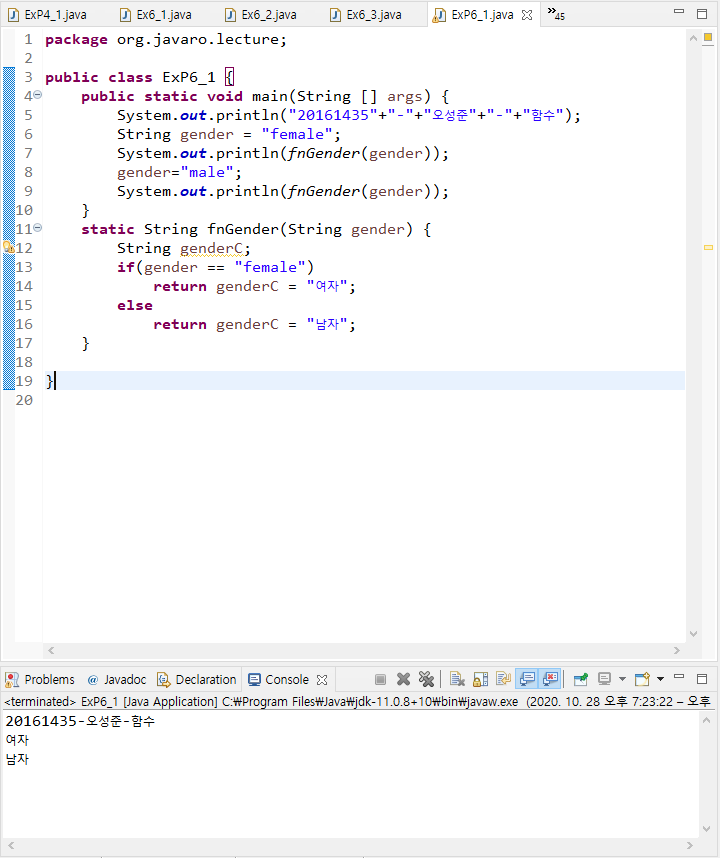 ExP4_1.java Ex6_1.java Ex6_2.java Ex6_3.java ExP6_1.java »45
1 package org.javaro.lecture;
2
3 public class ExP6_1 {
4 public static void main(String [] args) {
5 System.out.println("20161435"+"-"+"오성준"+"-"+"함수");
6 String gender = "female";
7 System.out.println(fnGender(gender));
8 gender="male";
9 System.out.println(fnGender(gender));
10 }
11 static String fnGender(String gender) {
12 String genderC;
13 if(gender == "female")
14 return genderC = "여자";
15 else
16 return genderC = "남자";
17 }
18
19 }
20
Problems @ Javadoc Declaration Console
<terminated> ExP6_1 [Java Application] C:₩Program Files₩Java₩jdk-11.0.8+10₩bin₩javaw.exe (2020. 10. 28 오후 7:23:22 – 오후
20161435-오성준-함수
여자
남자